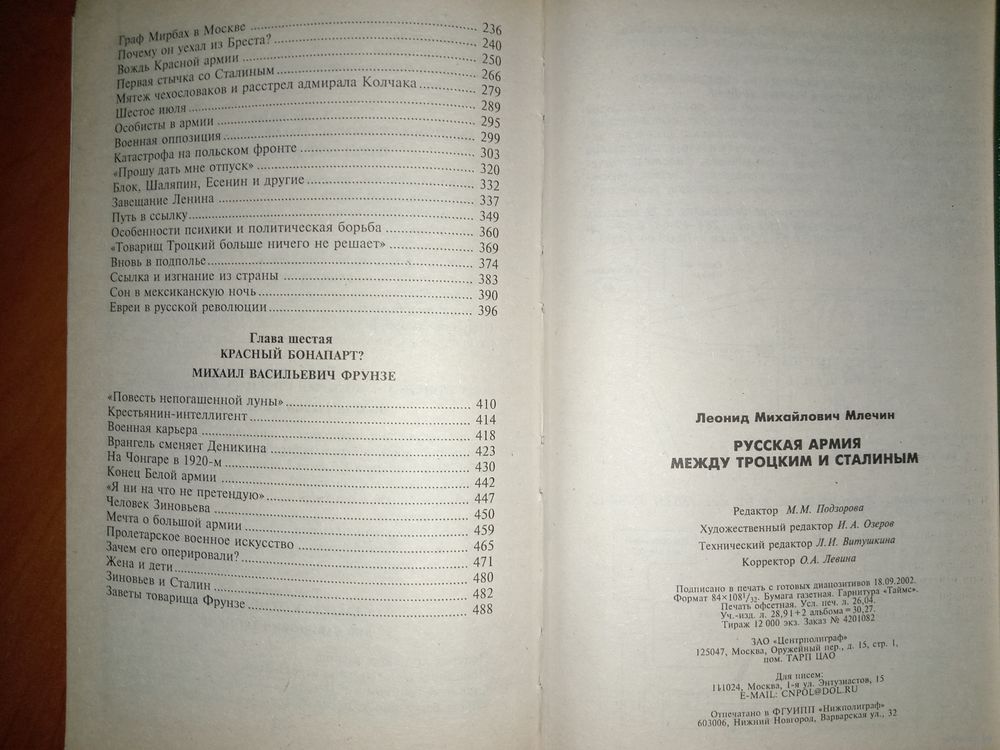 Граф Мирбах в Москве 236
Почему он уехал из Бреста? 240
Вождь Красной армии 250
Первая стычка со Сталиным 266
Мятеж чехословаков и расстрел адмирала Колчака 279
Шестое июля 289
Особисты в армии 295
Военная оппозиция 299
Катастрофа на польском фронте 303
«Прошу дать мне отпуск» 320
Блок, Шаляпин, Есенин и другие 332
Завещание Ленина 337
Путь в ссылку 349
Особенности психики и политическая борьба 360
«Товарищ Троцкий больше ничего не решает» 369
Вновь в подполье 374
Ссылка и изгнание из страны 383
Сон в мексиканскую ночь 390
Евреи в русской революции 396
Глава шестая
КРАСНЫЙ БОНАПАРТ?
МИХАИЛ ВАСИЛЬЕВИЧ ФРУНЗЕ
«Повесть непогашенной луны» 410
Крестьянин-интеллигент 414
Военная карьера 418
Врангель сменяет Деникина 423
На Чонгаре в 1920-м 430
Конец Белой армии 442
«Я ни на что не претендую» 447
Человек Зиновьева 450
Мечта о большой армии 459
Пролетарское военное искусство 465
Зачем его оперировали? 471
Жена и дети 480
Зиновьев и Сталин 482
Заветы товарища Фрунзе 488
Леонид Михайлович Млечин
РУССКАЯ АРМИЯ
МЕЖДУ ТРОЦКИМ И СТАЛИНЫМ
Редактор М.М. Подзорова
Художественный редактор И.А. Озеров
Технический редактор Л.И. Витушкина
Корректор О.А. Левина
Подписано в печать с готовых диапозитивов 18.09.2002.
Формат 84×108¹/₃₂. Бумага газетная. Гарнитура «Таймс».
Печать офсетная. Усл. печ. л. 26,04.
Уч.-изд. л. 28,91+2 альбома = 30,27.
Тираж 12 000 экз. Заказ № 4201082
ЗАО «Центрполиграф»
125047, Москва, Оружейный пер., д. 15, стр. 1,
пом. ТАРП ЦАО
Для писем:
111024, Москва, 1-я ул. Энтузиастов, 15
E-MAIL: CNPOL@DOL.RU
Отпечатано в ФГУИПП «Нижполиграф»
603006, Нижний Новгород, Варварская ул., 32